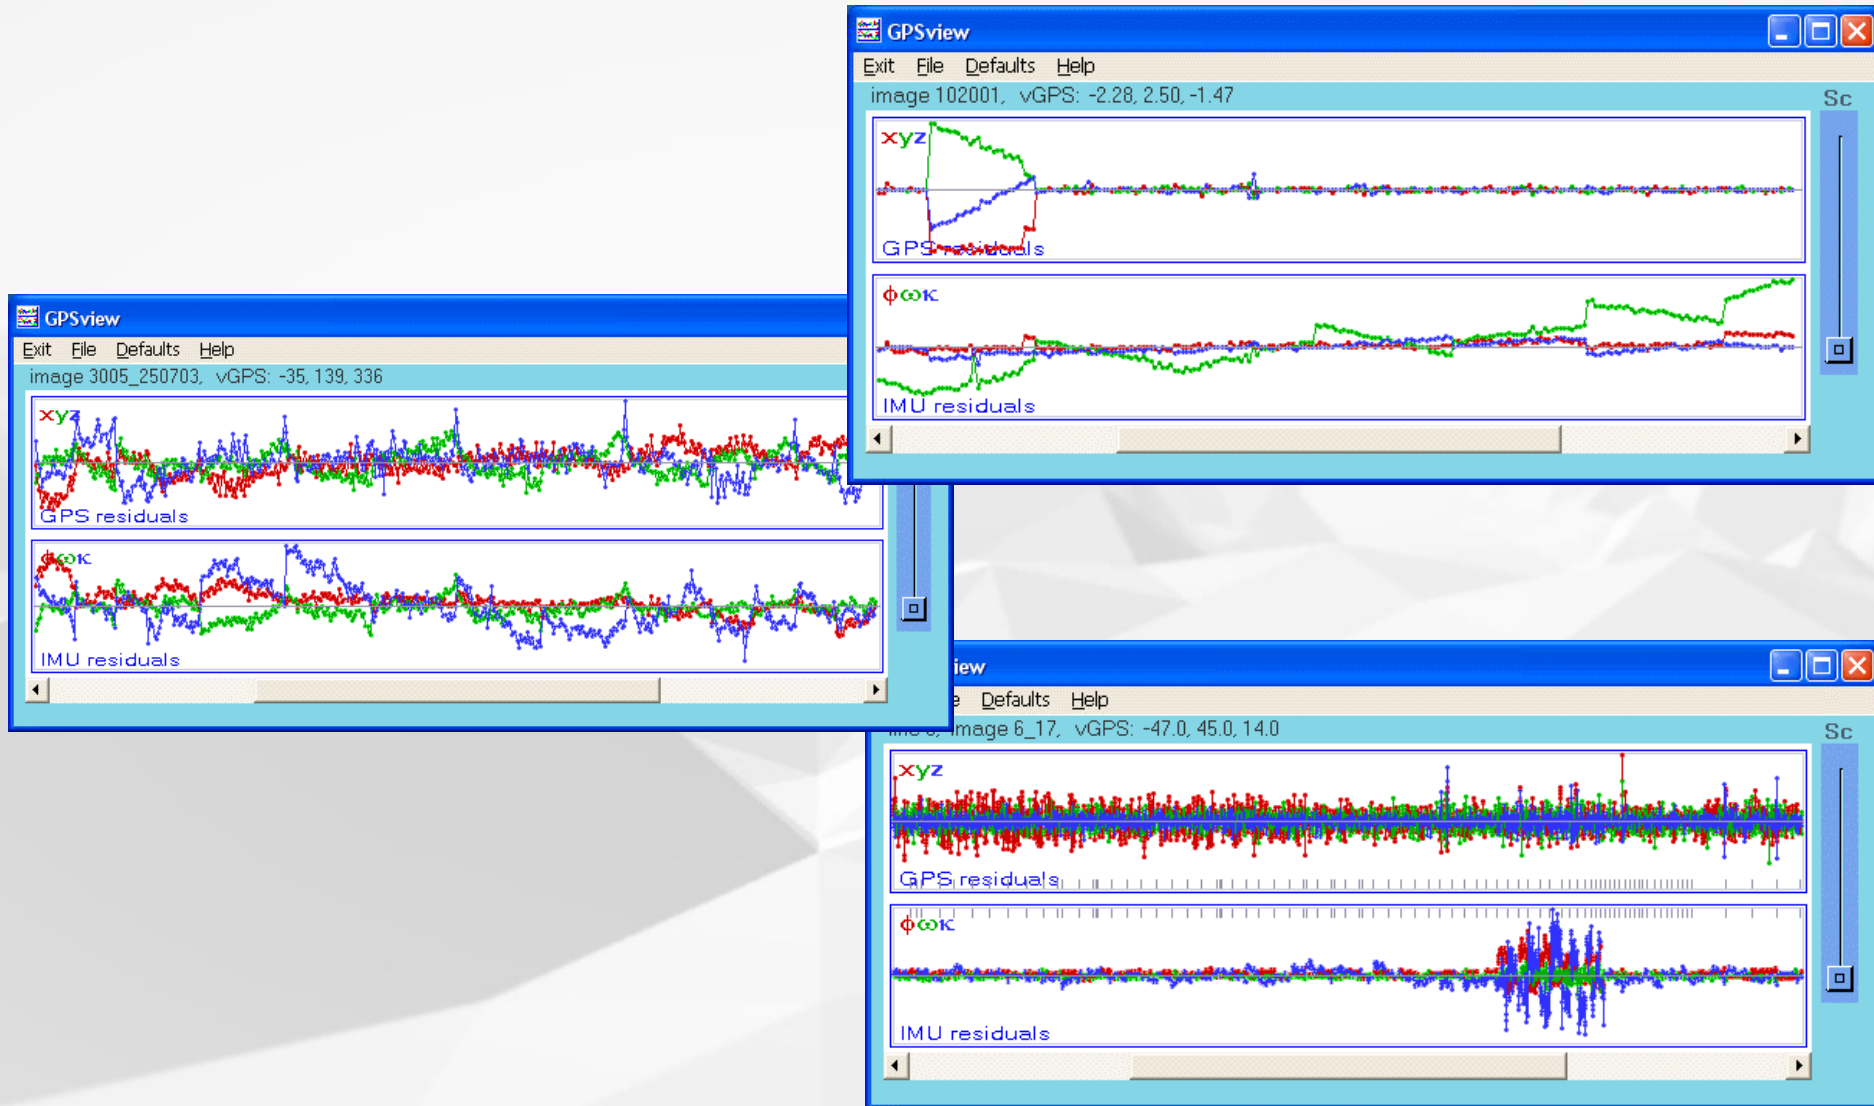 GPSview
Exit File Defaults Help
image 102001, vGPS: -2.28, 2.50, -1.47
Sc
xyz
GPS residuals
φωκ
IMU residuals
GPSview
Exit File Defaults Help
image 3005_250703, vGPS: -35, 139, 336
xyz
GPS residuals
φωκ
IMU residuals
Defaults Help
image 6_17, vGPS: -47.0, 45.0, 14.0
Sc
xyz
GPS residuals
φωκ
IMU residuals